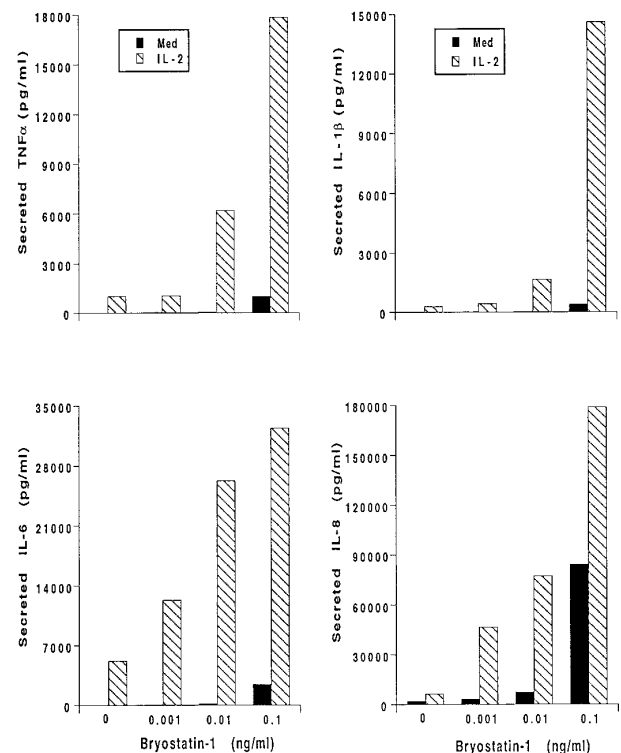 Secreted TNFα (pg/ml)
18000
15000
12000
9000
6000
3000
0
Med
IL-2
Secreted IL-1β (pg/ml)
15000
12000
9000
6000
3000
0
Med
IL-2
Secreted IL-6 (pg/ml)
35000
28000
21000
14000
7000
0
0 0.001 0.01 0.1
Bryostatin-1 (ng/ml)
Secreted IL-8 (pg/ml)
180000
150000
120000
90000
60000
30000
0
0 0.001 0.01 0.1
Bryostatin-1 (ng/ml)